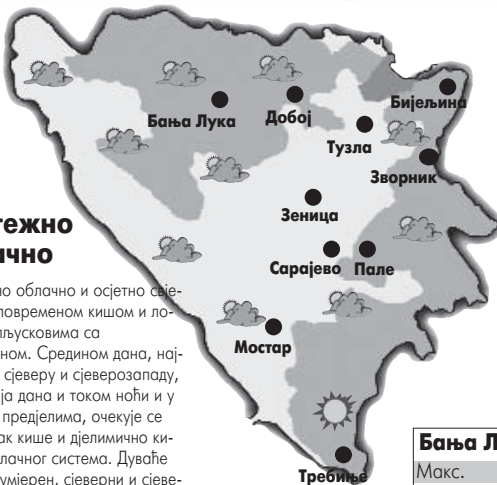 Бања Лука
Добој
Бијељина
Тузла
Зворник
Зеница
Сарајево Пале
Мостар
Требиње
тежно
ачно
но облачно и осјетно свје-
повременом кишом и ло-
пљусковима са
ном. Средином дана, нај-
сјеверу и сјеверозападу,
ја дана и током ноћи и у
предјелима, очекује се
ак кише и дјелимично ки-
лачног система. Дуваће
умјерен, сјеверни и сјеве-
Бања Л
Макс.